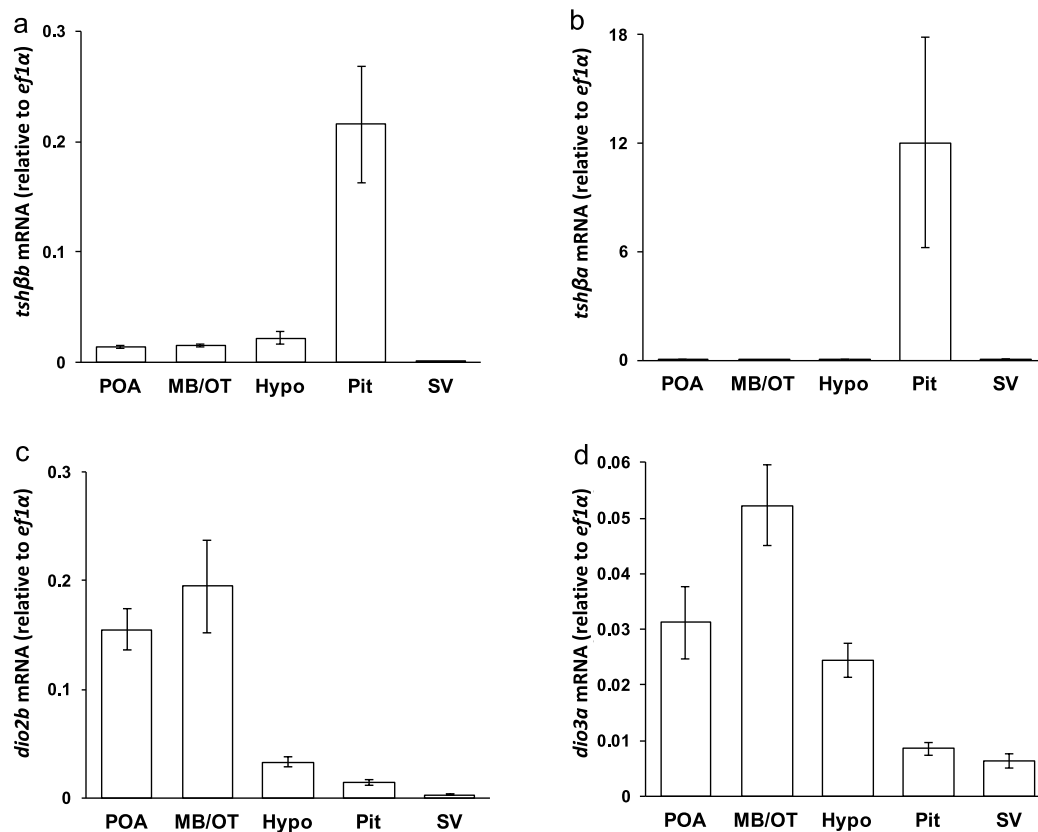 a
tshβb mRNA (relative to ef1α)
0.3
0.2
0.1
0
POA MB/OT Hypo Pit SV
b
tshβa mRNA (relative to ef1α)
18
12
6
0
POA MB/OT Hypo Pit SV
c
dio2b mRNA (relative to ef1α)
0.3
0.2
0.1
0
POA MB/OT Hypo Pit SV
d
dio3a mRNA (relative to ef1α)
0.06
0.05
0.04
0.03
0.02
0.01
0.00
POA MB/OT Hypo Pit SV